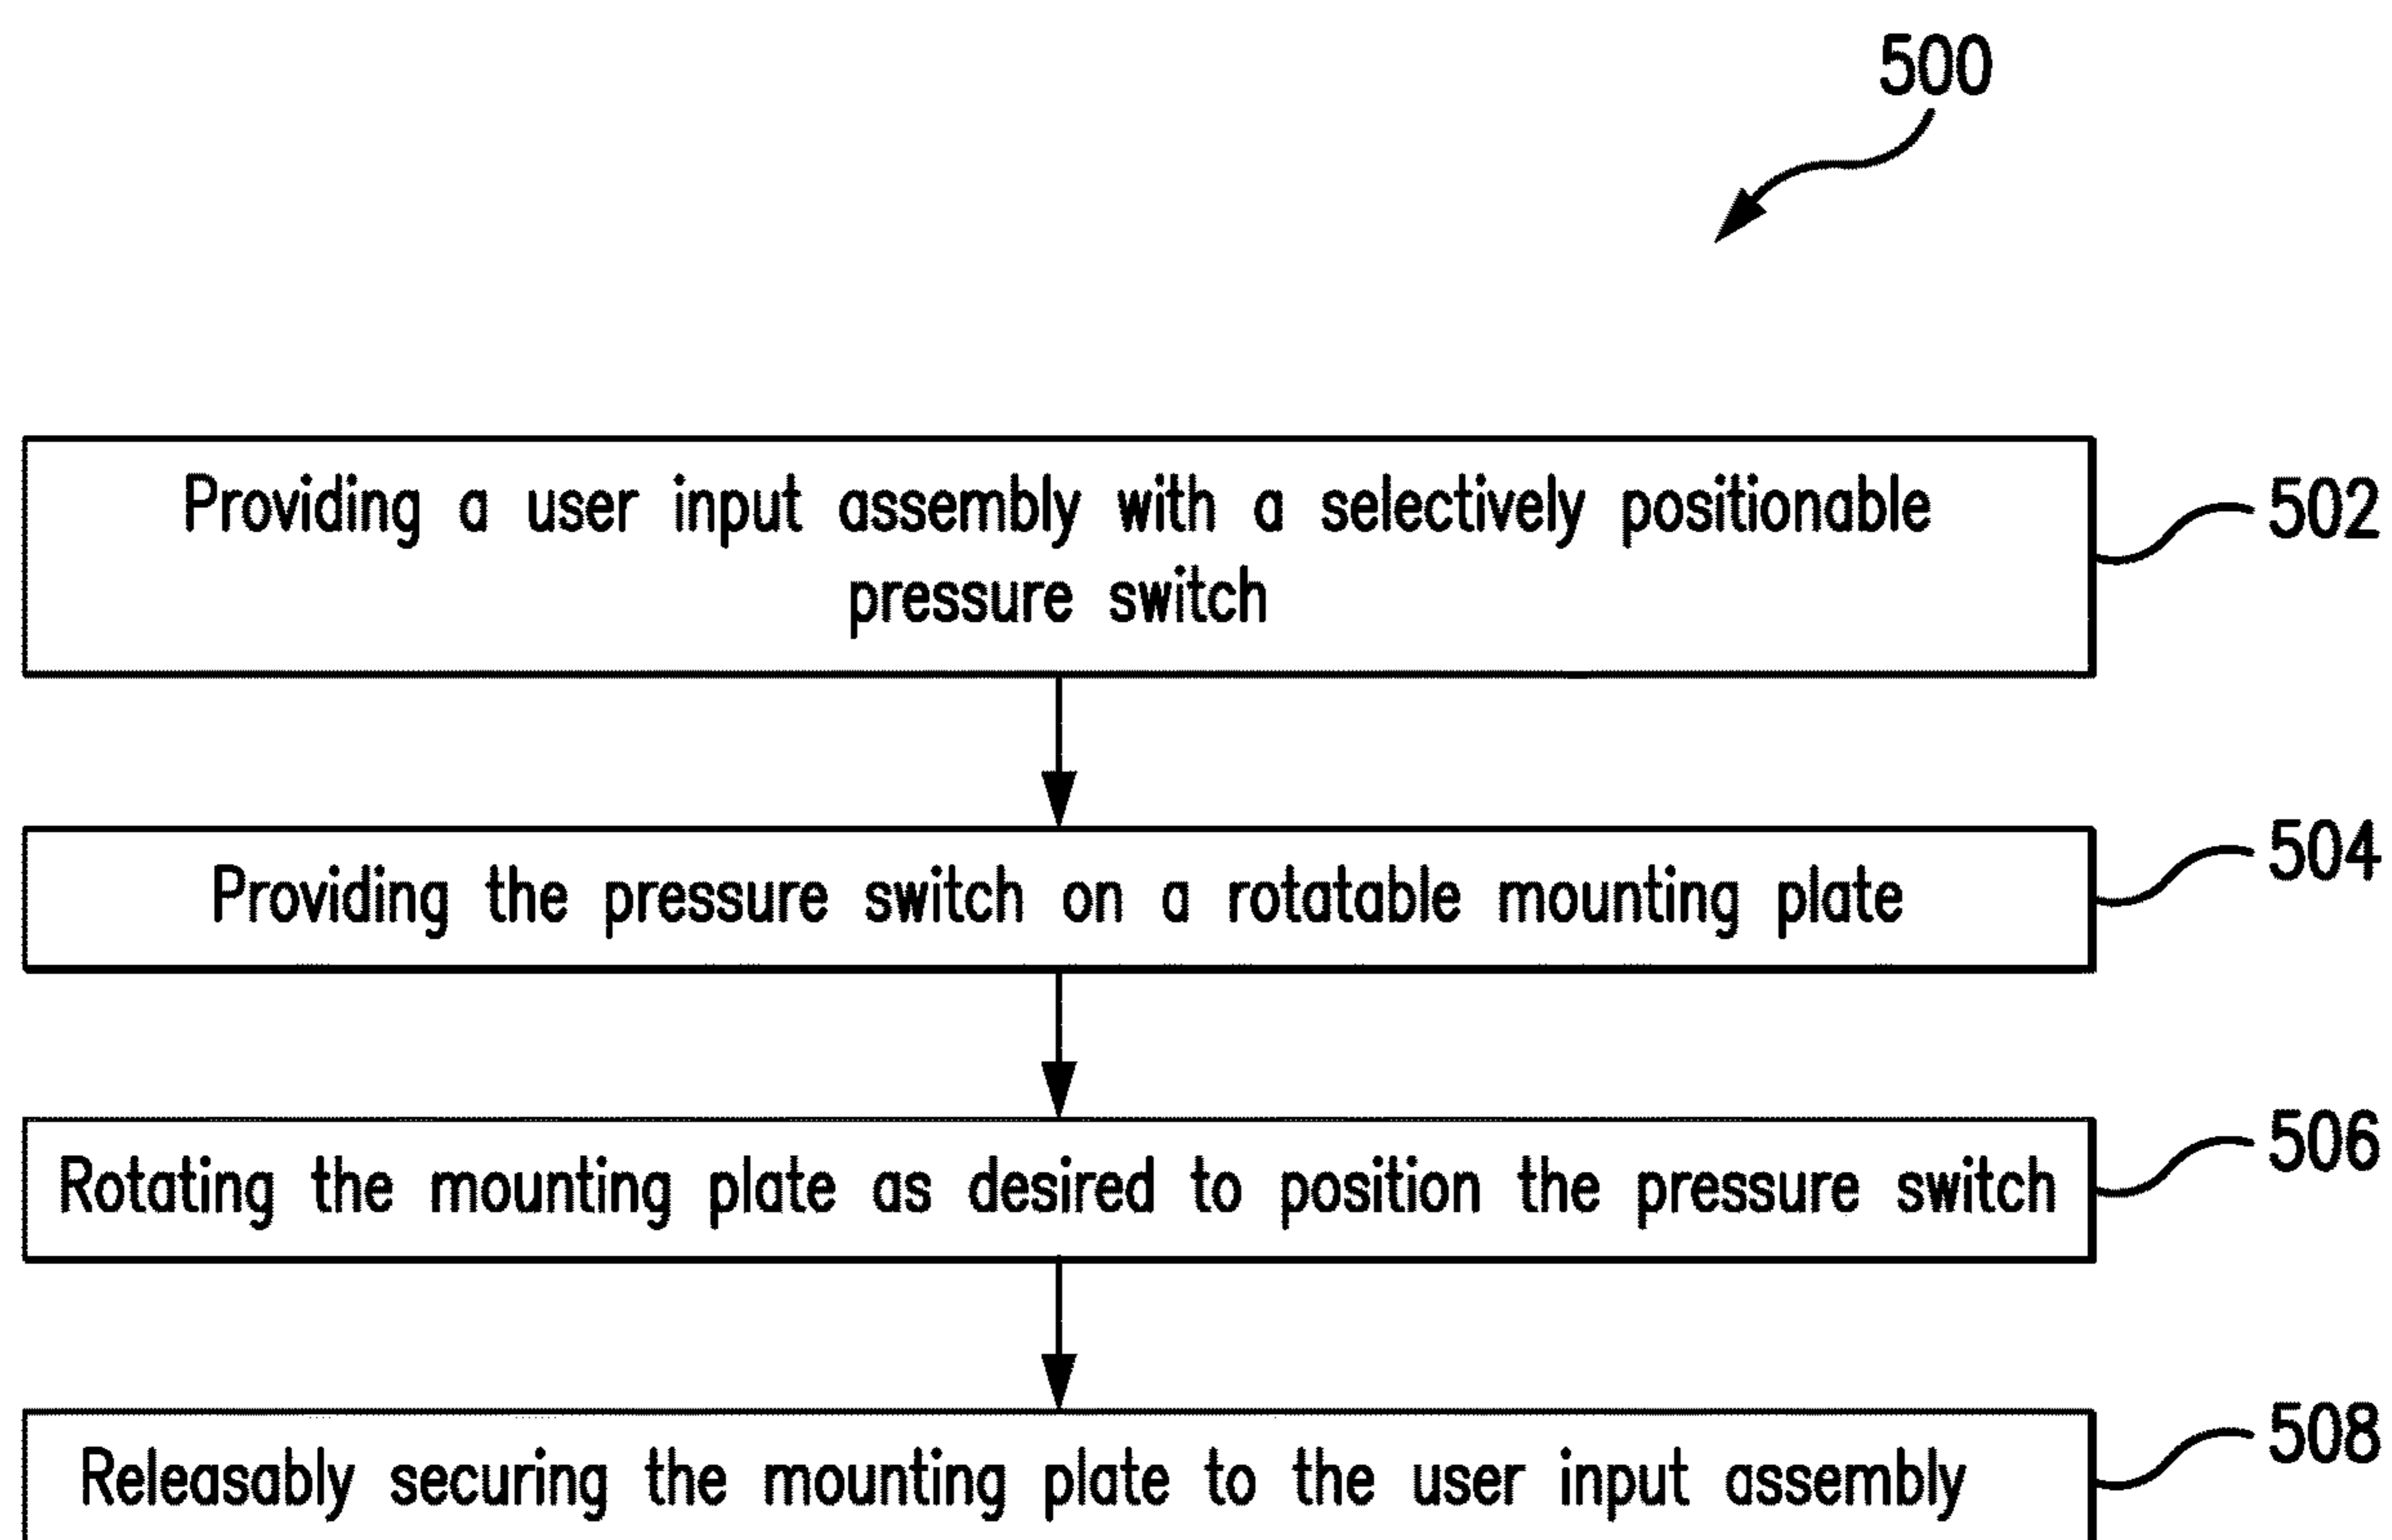 500
Providing a user input assembly with a selectively positionable
pressure switch
502
Providing the pressure switch on a rotatable mounting plate
504
Rotating the mounting plate as desired to position the pressure switch
506
Releasably securing the mounting plate to the user input assembly
508